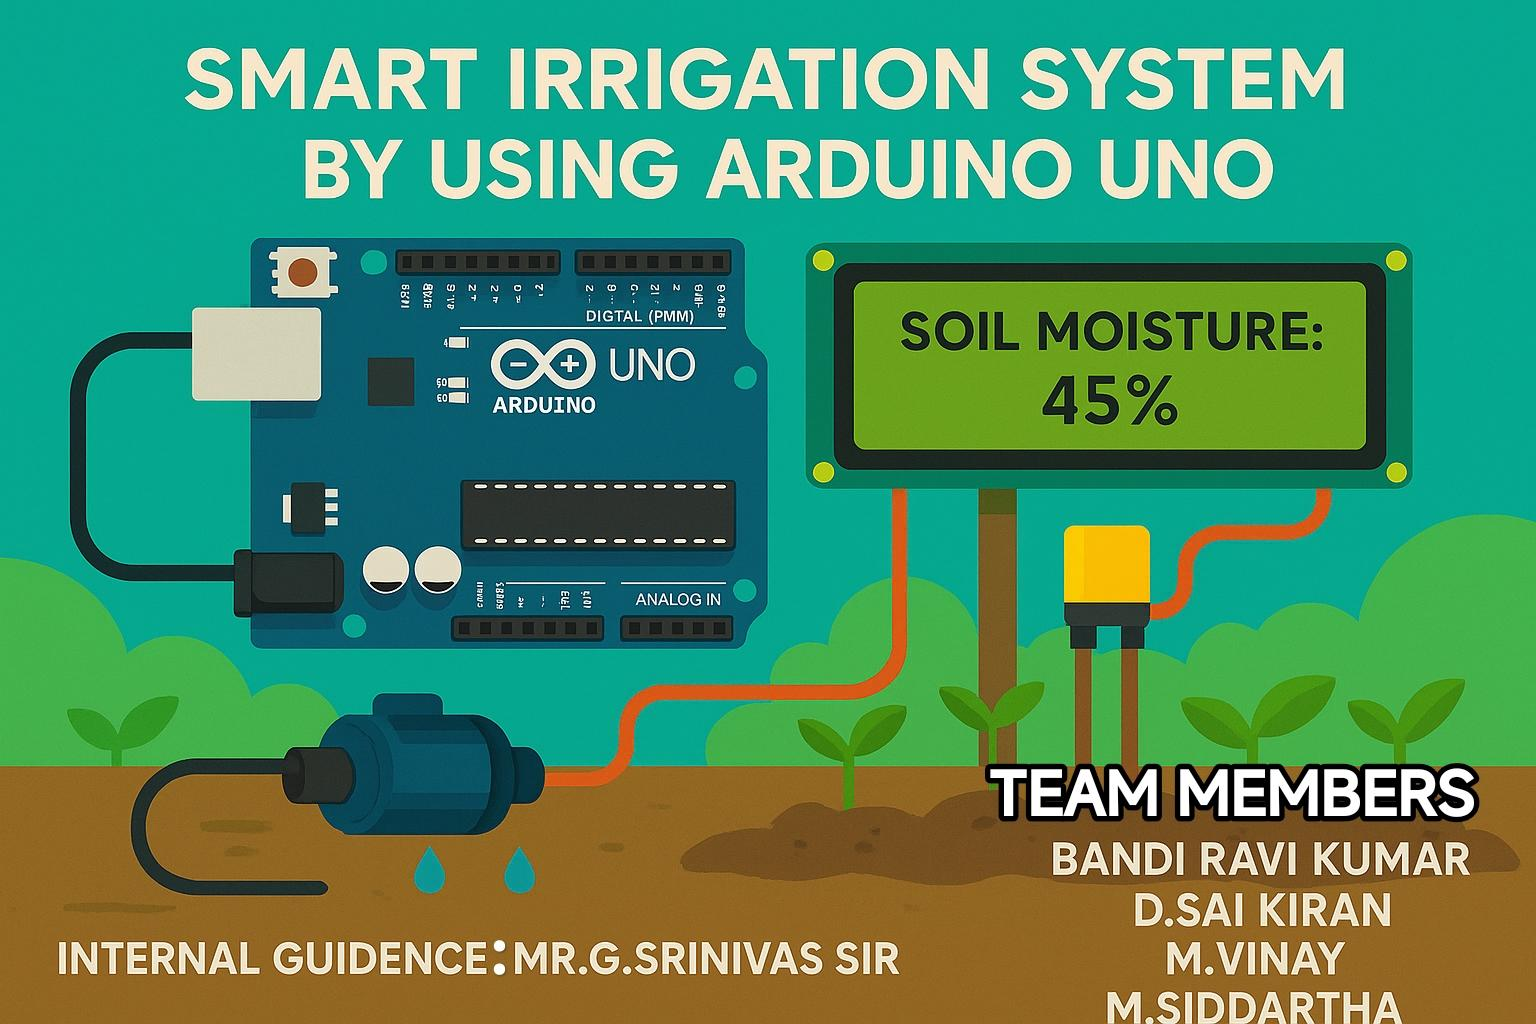 SMART IRRIGATION SYSTEM
BY USING ARDUINO UNO
DIGTAL (PMM)
UNO
ARDUINO
ANALOG IN
SOIL MOISTURE:
45%
TEAM MEMBERS
BANDI RAVI KUMAR
D.SAI KIRAN
M.VINAY
M.SIDDARTHA
INTERNAL GUIDENCE:MR.G.SRINIVAS SIR